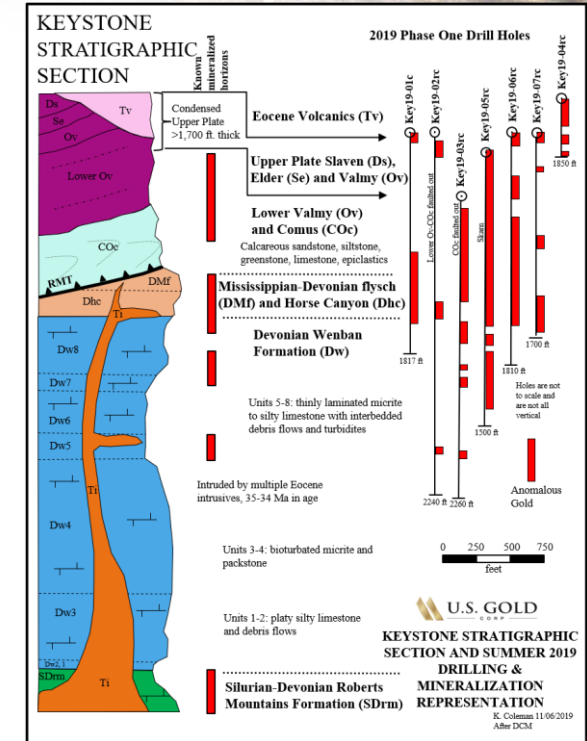 KEYSTONE
STRATIGRAPHIC
SECTION
Known
mineralized
horizons
2019 Phase One Drill Holes
Key19-01c
Key19-02rc
Key19-03rc
Key19-05rc
Key19-06rc
Key19-07rc
Key19-04rc
Ds
Se
Ov
Tv
Lower Ov
COc
RMT
DMf
Dhc
Ti
Dw8
Dw7
Dw6
Dw5
Ti
Dw4
Dw3
Dw2, 1
SDrm
Ti
Condensed
Upper Plate
>1,700 ft. thick
Eocene Volcanics (Tv)
Upper Plate Slaven (Ds),
Elder (Se) and Valmy (Ov)
Lower Valmy (Ov)
and Comus (COc)
Calcareous sandstone, siltstone,
greenstone, limestone, epiclastics
Mississippian-Devonian flysch
(DMf) and Horse Canyon (Dhc)
Devonian Wenban
Formation (Dw)
Units 5-8: thinly laminated micrite
to silty limestone with interbedded
debris flows and turbidites
Intruded by multiple Eocene
intrusives, 35-34 Ma in age
Units 3-4: bioturbated micrite and
packstone
Units 1-2: platy silty limestone
and debris flows
Silurian-Devonian Roberts
Mountains Formation (SDrm)
Lower Ov-COc faulted out
COc faulted out
Skarn
1850 ft
1817 ft
1810 ft
1700 ft
1500 ft
2240 ft
2260 ft
Holes are not
to scale and
are not all
vertical
Anomalous
Gold
0 250 500 750
feet
U.S. GOLD
CORP
KEYSTONE STRATIGRAPHIC
SECTION AND SUMMER 2019
DRILLING &
MINERALIZATION
REPRESENTATION
K. Coleman 11/06/2019
After DCM